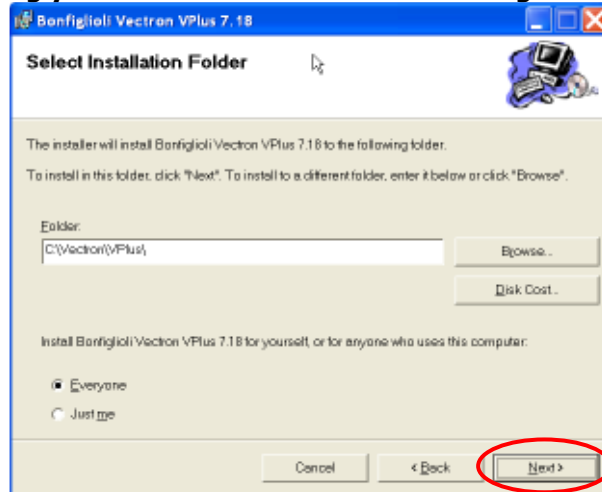 Bonfiglioli Vectron VPlus 7.18
Select Installation Folder
The installer will install Bonfiglioli Vectron VPlus 7.18 to the following folder.
To install in this folder, click "Next". To install to a different folder, enter it below or click "Browse".
Folder:
C:\Vectron\VPlus\
Browse...
Disk Cost...
Install Bonfiglioli Vectron VPlus 7.18 for yourself, or for anyone who uses this computer:
Everyone
Just me
Cancel
< Back
Next >